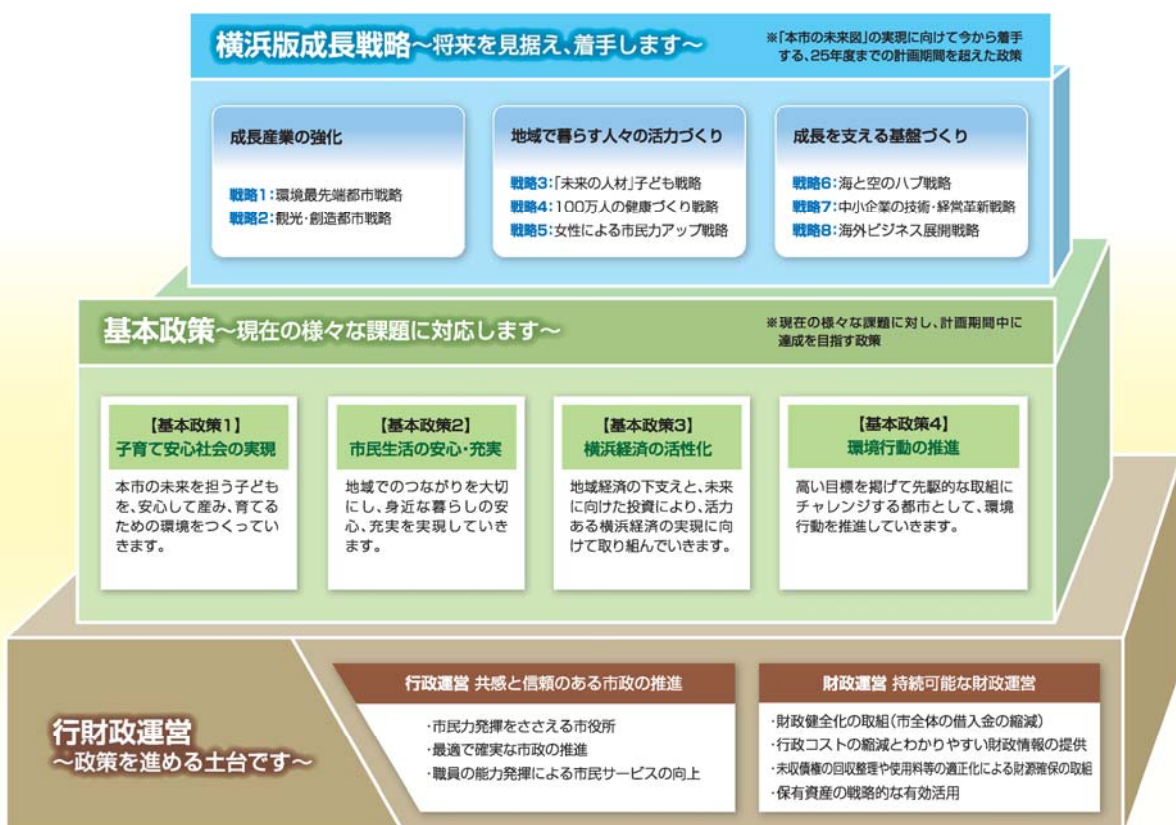 横浜版成長戦略～将来を見据え、着手します～
※「本市の未来図」の実現に向けて今から着手
する、25年度までの計画期間を超えた政策
成長産業の強化
戦略1:環境最先端都市戦略
戦略2:観光・創造都市戦略
地域で暮らす人々の活力づくり
戦略3:「未来の人材」子ども戦略
戦略4:100万人の健康づくり戦略
戦略5:女性による市民力アップ戦略
成長を支える基盤づくり
戦略6:海と空のハブ戦略
戦略7:中小企業の技術・経営革新戦略
戦略8:海外ビジネス展開戦略
基本政策～現在の様々な課題に対応します～
※現在の様々な課題に対し、計画期間中に
達成を目指す政策
【基本政策1】
子育て安心社会の実現
本市の未来を担う子ども
を、安心して産み、育てる
ための環境をつくってい
きます。
【基本政策2】
市民生活の安心・充実
地域でのつながりを大切
にし、身近な暮らしの安
心、充実を実現していき
ます。
【基本政策3】
横浜経済の活性化
地域経済の下支えと、未来
に向けた投資により、活力
ある横浜経済の実現に向
けて取り組んでいきます。
【基本政策4】
環境行動の推進
高い目標を掲げて先駆的な取組に
チャレンジする都市として、環境
行動を推進していきます。
行財政運営
～政策を進める土台です～
行政運営 共感と信頼のある市政の推進
・市民力発揮をささえる市役所
・最適で確実な市政の推進
・職員の能力発揮による市民サービスの向上
財政運営 持続可能な財政運営
・財政健全化の取組(市全体の借入金の縮減)
・行政コストの縮減とわかりやすい財政情報の提供
・未収債権の回収整理や使用料等の適正化による財源確保の取組
・保有資産の戦略的な有効活用